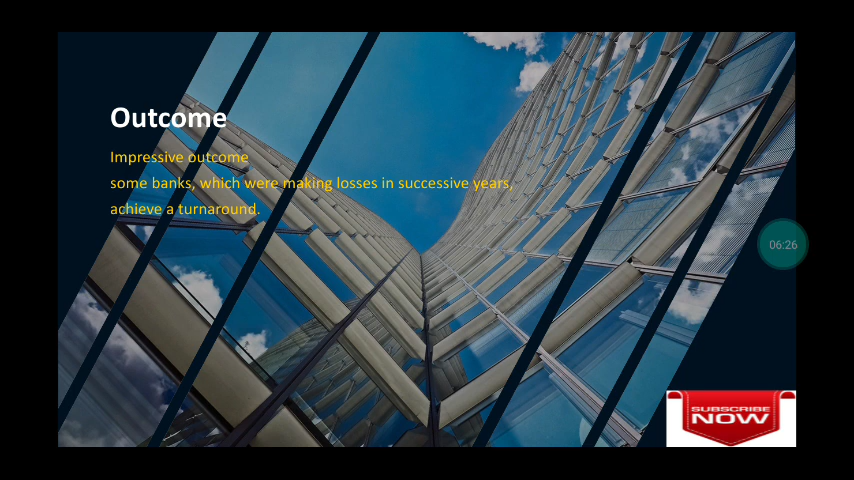 Outcome
Impressive outcome
some banks, which were making losses in successive years,
achieve a turnaround.
06:26
SUBSCRIBE
NOW